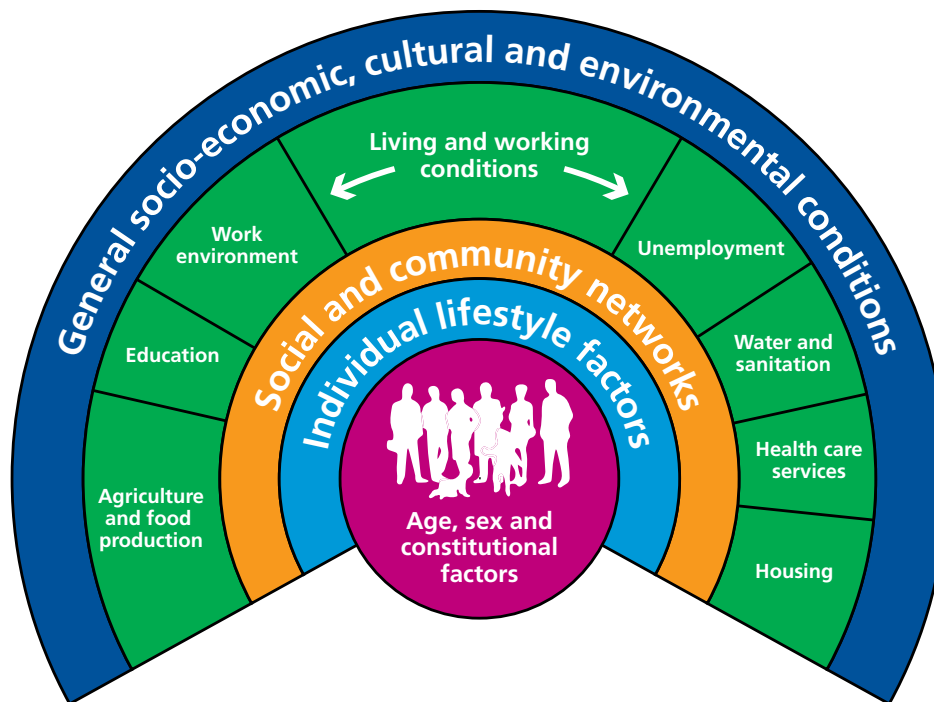 General socio-economic, cultural and environmental conditions
Living and working
conditions
Work
environment
Unemployment
Education
Water and
sanitation
Agriculture
and food
production
Health care
services
Housing
Social and community networks
Individual lifestyle factors
Age, sex and
constitutional
factors